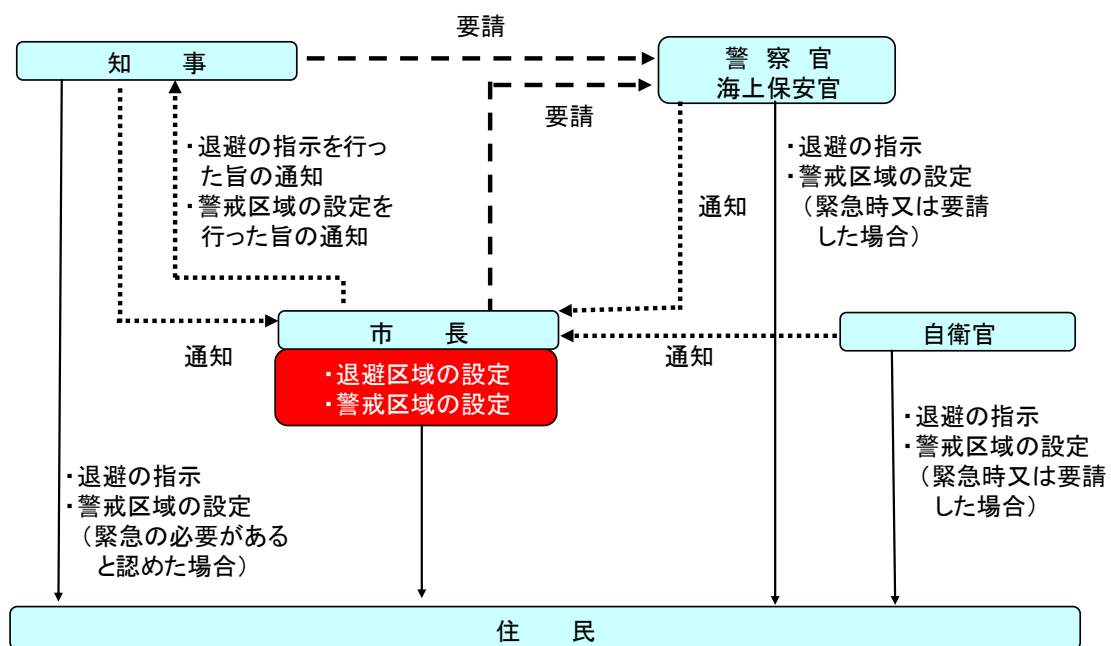 要請
知　事
警 察 官
海上保安官
要請
・退避の指示を行っ
た旨の通知
・警戒区域の設定を
行った旨の通知
・退避の指示
・警戒区域の設定
（緊急時又は要請
した場合）
通知
市　長
自衛官
通知
通知
・退避区域の設定
・警戒区域の設定
・退避の指示
・警戒区域の設定
（緊急時又は要請
した場合）
・退避の指示
・警戒区域の設定
（緊急の必要がある
と認めた場合）
住　民